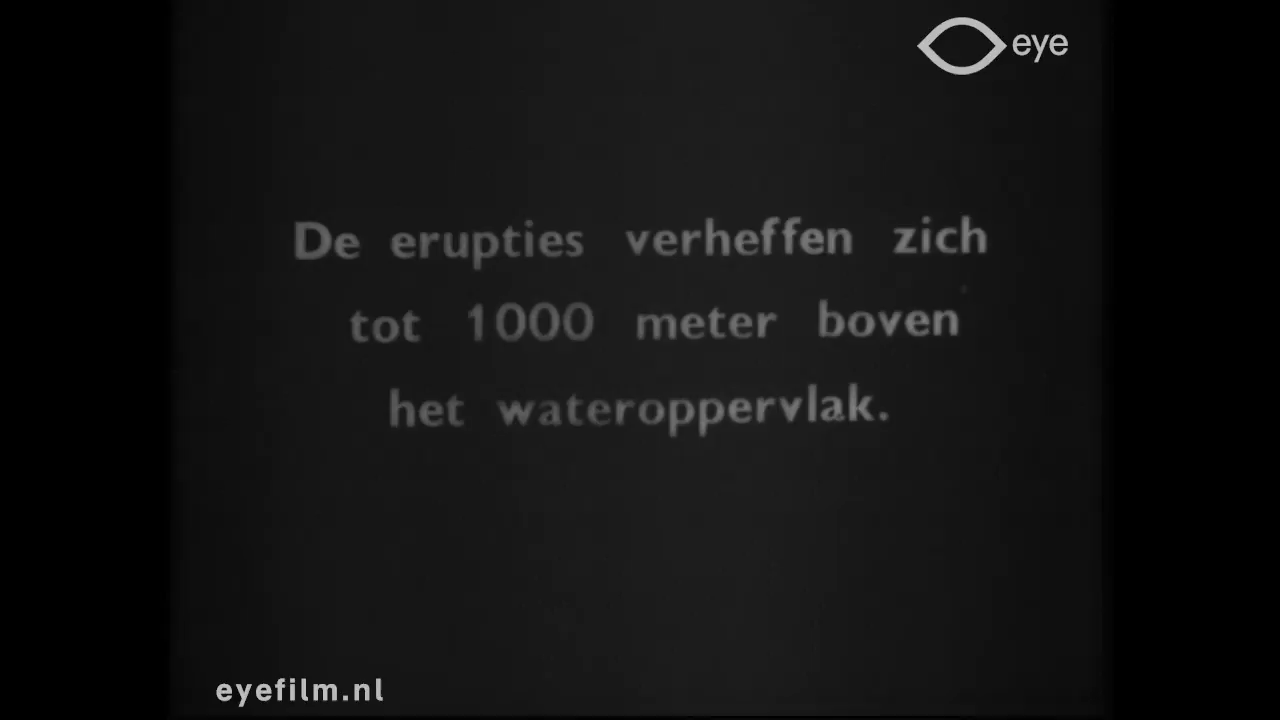 eye
De erupties verheffen zich
tot 1000 meter boven
het wateroppervlak.
eyefilm.nl